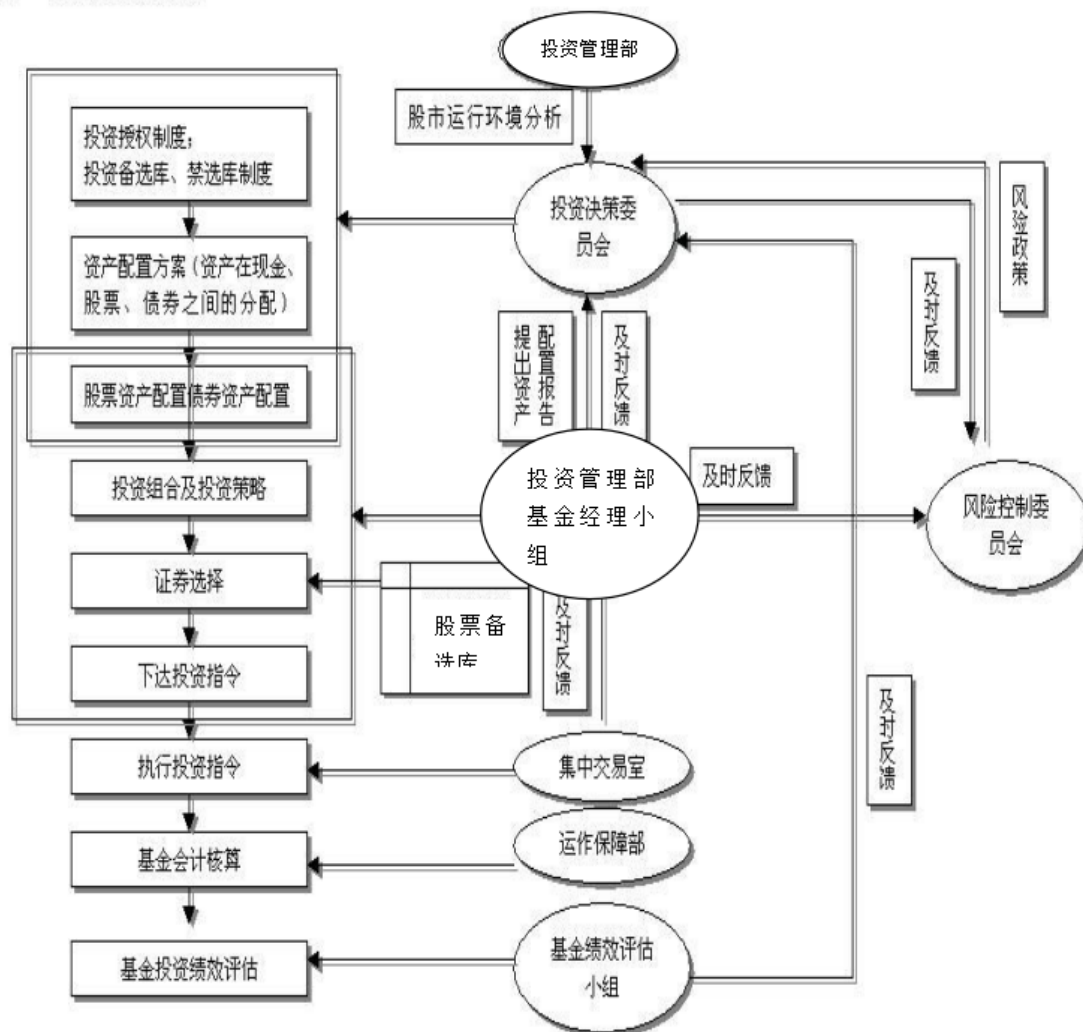 投资管理部
股市运行环境分析
投资授权制度；
投资备选库、禁选库制度
投资决策委
员会
风险政策
资产配置方案（资产在现金、
股票、债券之间的分配）
及时反馈
提出资产
配置报告
及时反馈
股票资产配置债券资产配置
投资管理部
基金经理小
组
及时反馈
投资组合及投资策略
风险控制委
员会
证券选择
股票备
选库
及时反馈
下达投资指令
及时反馈
执行投资指令
集中交易室
基金会计核算
运作保障部
基金投资绩效评估
基金绩效评估
小组